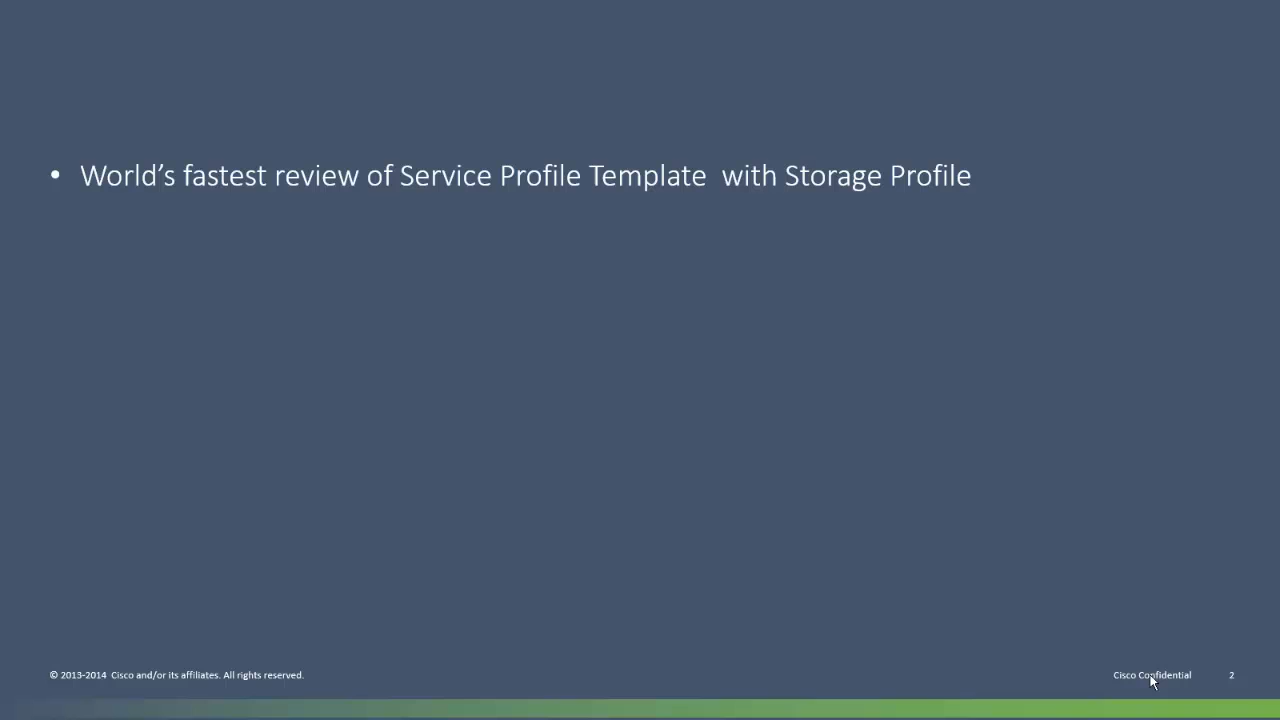 • World’s fastest review of Service Profile Template  with Storage Profile
© 2013-2014  Cisco and/or its affiliates. All rights reserved.
Cisco Confidential
2